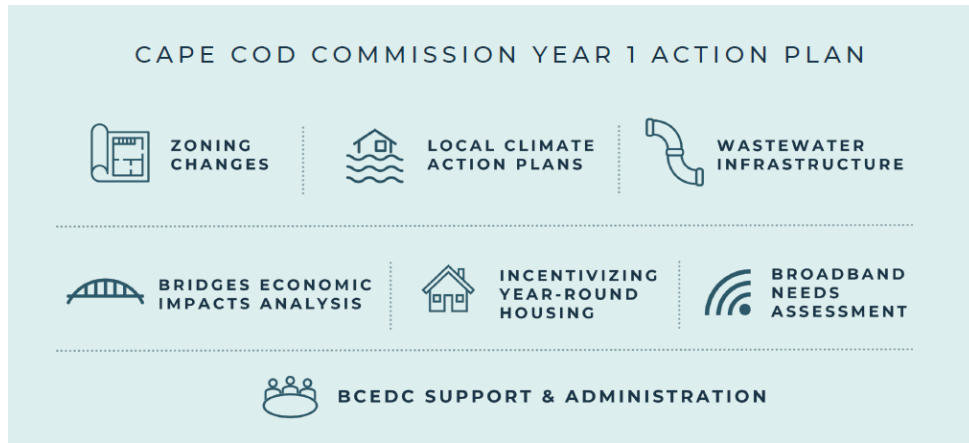 CAPE COD COMMISSION YEAR 1 ACTION PLAN
ZONING
CHANGES
LOCAL CLIMATE
ACTION PLANS
WASTEWATER
INFRASTRUCTURE
BRIDGES ECONOMIC
IMPACTS ANALYSIS
INCENTIVIZING
YEAR-ROUND
HOUSING
BROADBAND
NEEDS
ASSESSMENT
BCEDC SUPPORT & ADMINISTRATION